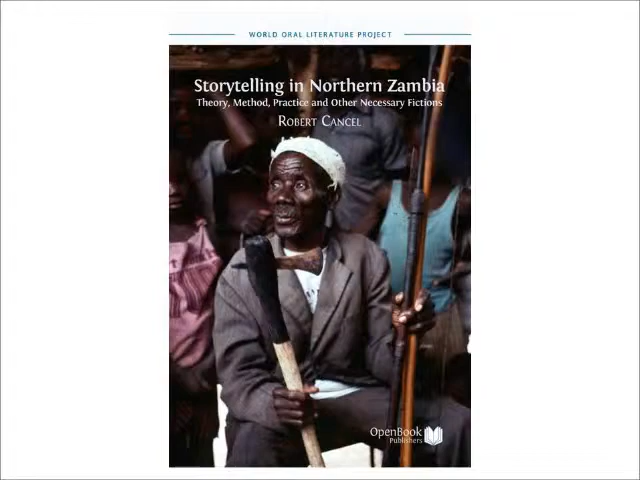 WORLD ORAL LITERATURE PROJECT
Storytelling in Northern Zambia
Theory, Method, Practice and Other Necessary Fictions
ROBERT CANCEL
OpenBook
Publishers